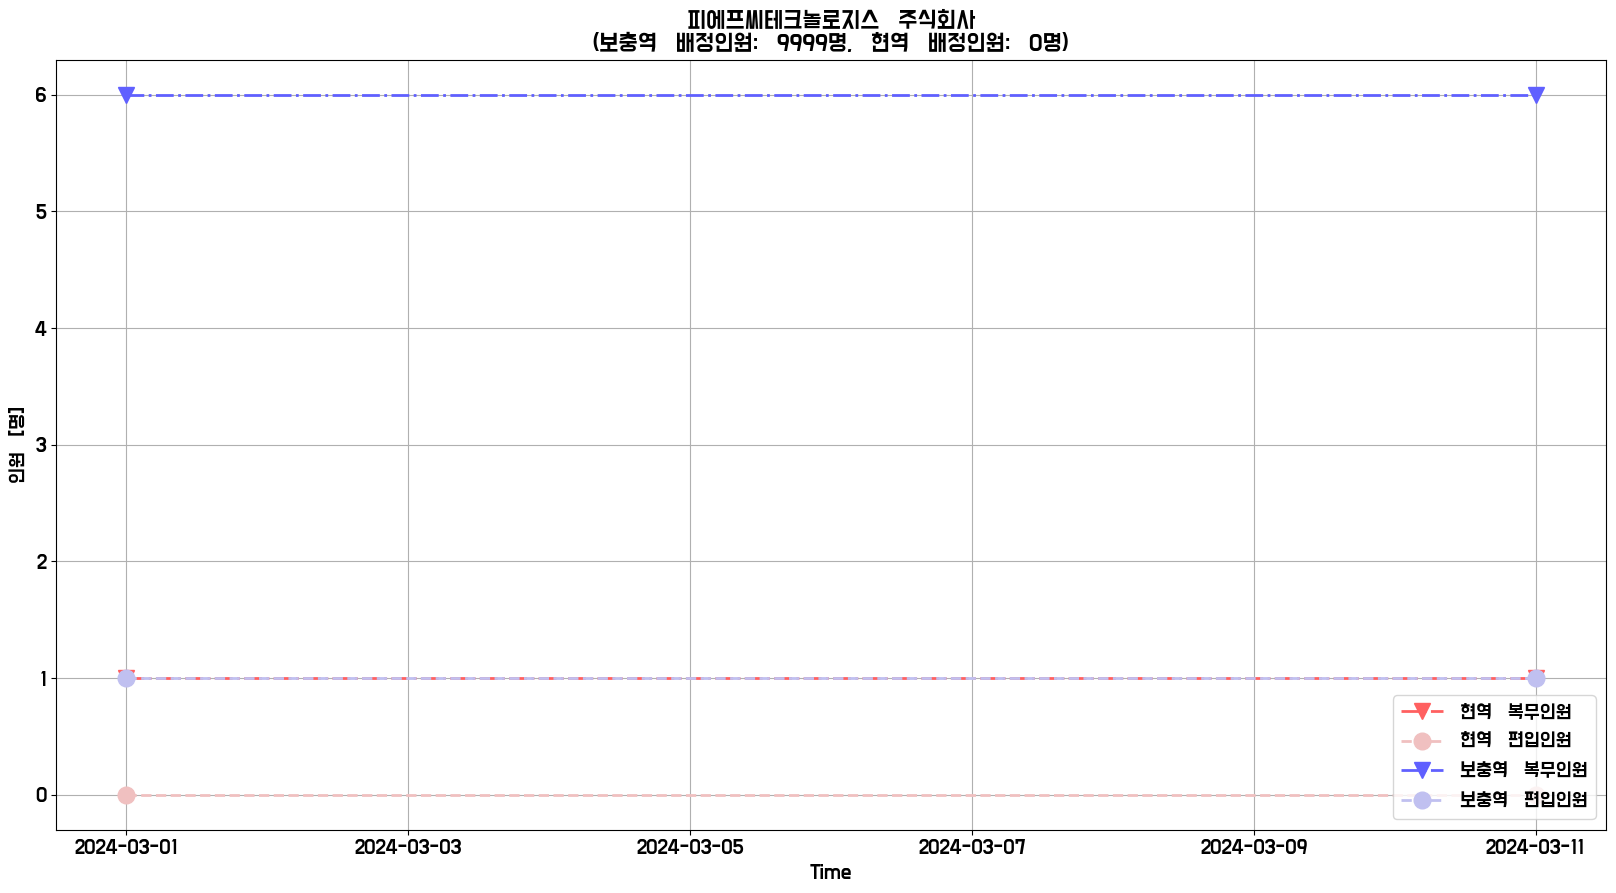 피에프씨테크놀로지스 주식회사
(보충역 배정인원: 9999명, 현역 배정인원: 0명)
6
5
4
3
2
1
0
인원 [명]
2024-03-01
2024-03-03
2024-03-05
2024-03-07
2024-03-09
2024-03-11
Time
현역 복무인원
현역 편입인원
보충역 복무인원
보충역 편입인원